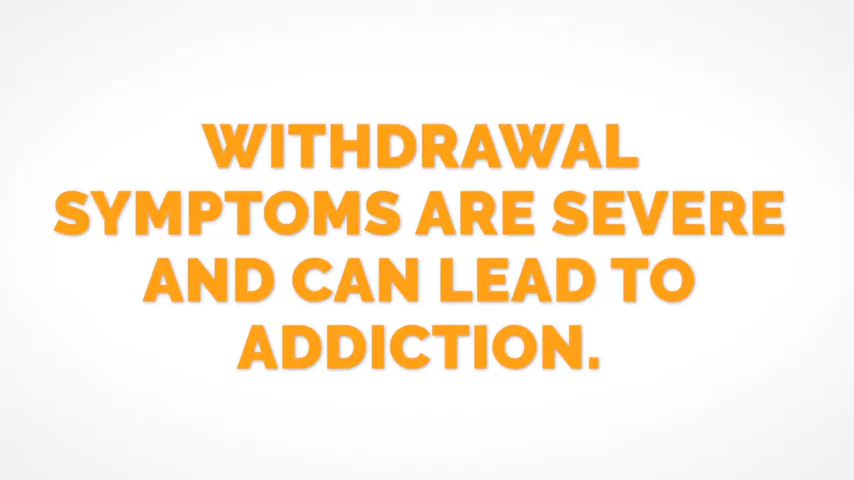 WITHDRAWAL
SYMPTOMS ARE SEVERE
AND CAN LEAD TO
ADDICTION.